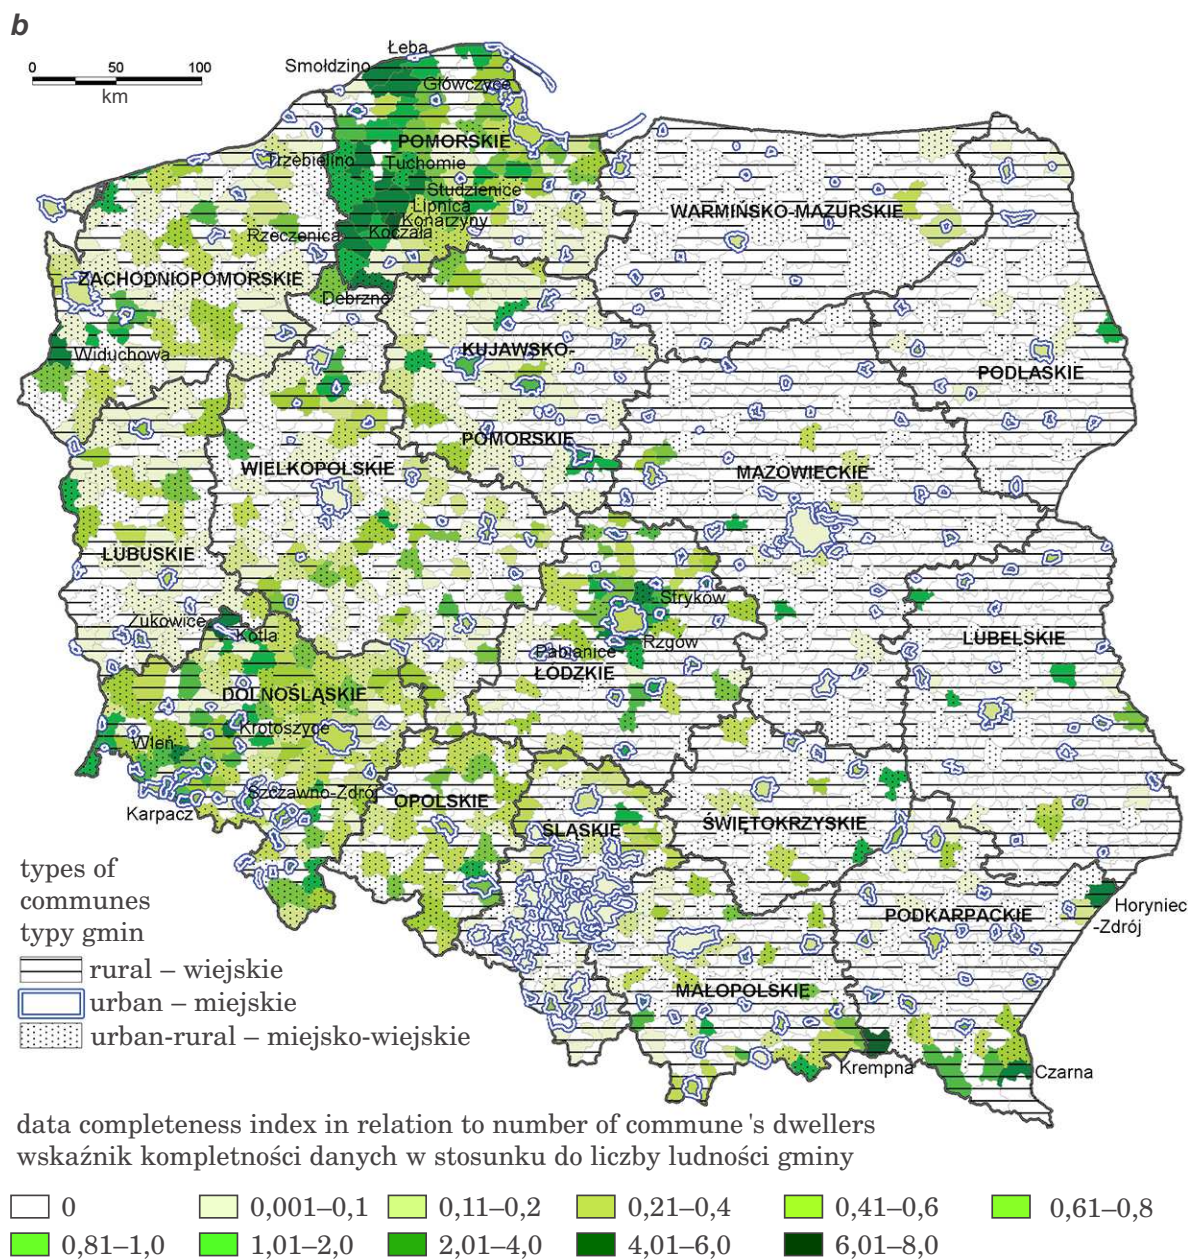 b
0 50 100
km
Łeba
Smołdzino
Główczyce
POMORSKIE
Trzebielino
Tuchomie
Studzienice
Lipnica
Konarzyny
Koczała
Rzeczenica
WARMIŃSKO-MAZURSKIE
ZACHODNIOPOMORSKIE
Debrzno
KUJAWSKO-
Widuchowa
PODLASKIE
POMORSKIE
WIELKOPOLSKIE
MAZOWIECKIE
LUBUSKIE
Stryków
Żukowice
Kotla
Rzgów
LUBELSKIE
Pabianice
ŁÓDZKIE
DOLNOŚLĄSKIE
Krotoszyce
Wleń
Szczawno-Zdrój
OPOLSKIE
Karpacz
ŚLĄSKIE
ŚWIĘTOKRZYSKIE
types of
communes
typy gmin
rural – wiejskie
urban – miejskie
urban-rural – miejsko-wiejskie
Horyniec
-Zdrój
PODKARPACKIE
MAŁOPOLSKIE
Krempna
Czarna
data completeness index in relation to number of commune's dwellers
wskaźnik kompletności danych w stosunku do liczby ludności gminy
0 0,001–0,1 0,11–0,2 0,21–0,4 0,41–0,6 0,61–0,8
0,81–1,0 1,01–2,0 2,01–4,0 4,01–6,0 6,01–8,0